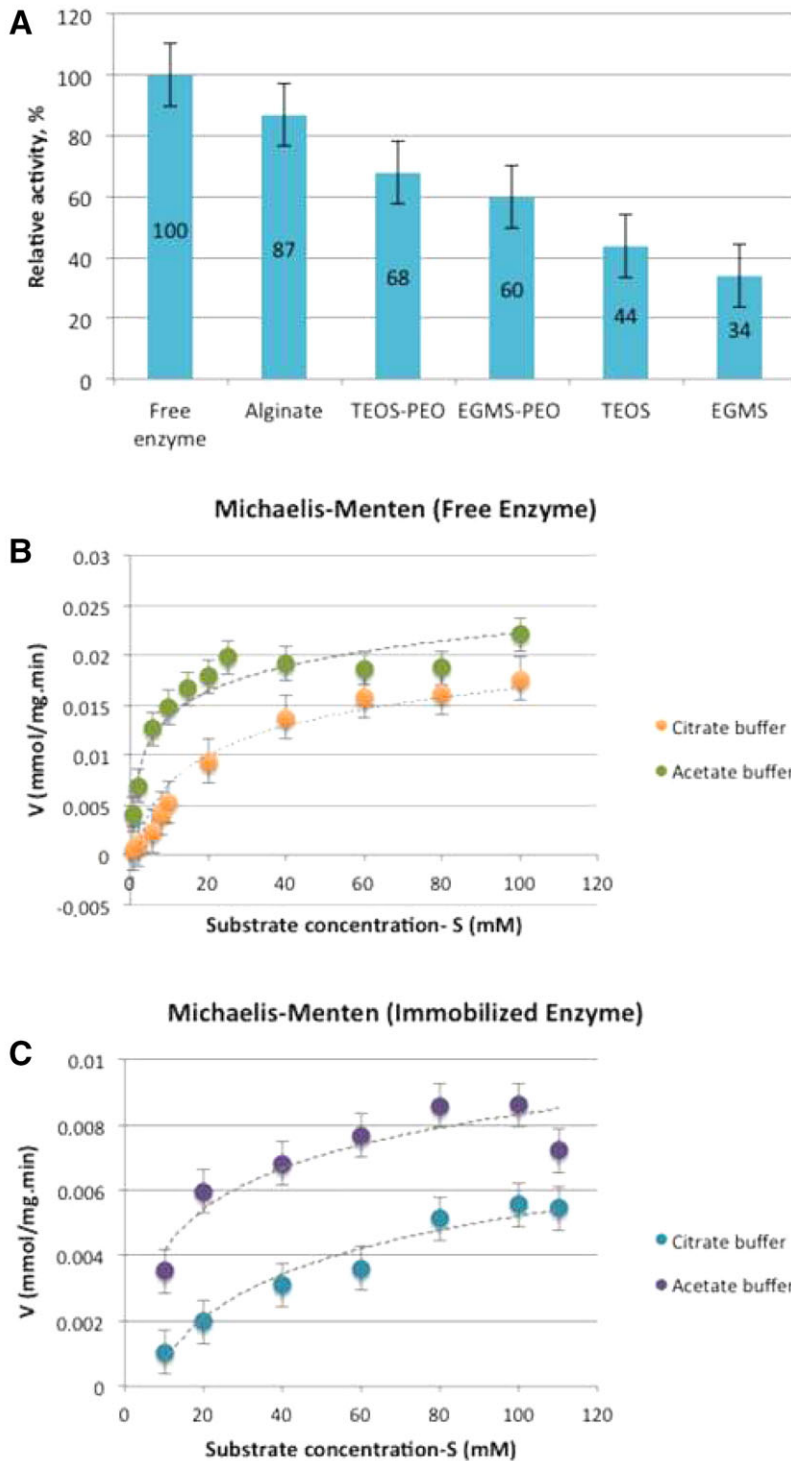 A
120
100
80
60
40
20
0
Relative activity, %
100
87
68
60
44
34
Free enzyme
Alginate
TEOS-PEO
EGMS-PEO
TEOS
EGMS
Michaelis-Menten (Free Enzyme)
B
0.03
0.025
0.02
0.015
0.01
0.005
0
-0.005
V (mmol/mg.min)
0
20
40
60
80
100
120
Substrate concentration- S (mM)
Citrate buffer
Acetate buffer
Michaelis-Menten (Immobilized Enzyme)
C
0.01
0.008
0.006
0.004
0.002
0
V (mmol/mg.min)
0
20
40
60
80
100
120
Substrate concentration-S (mM)
Citrate buffer
Acetate buffer